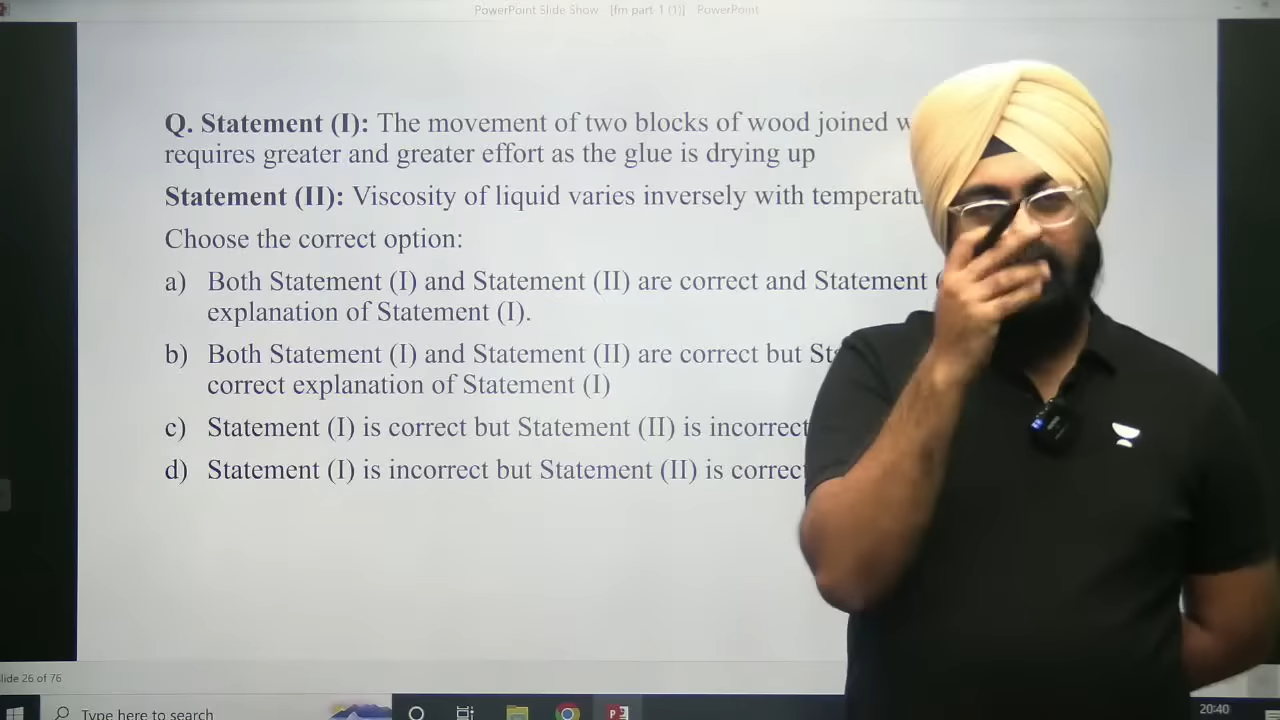 PowerPoint Slide Show - [fm part 1 (1)] - PowerPoint
Q. Statement (I): The movement of two blocks of wood joined
requires greater and greater effort as the glue is drying up
Statement (II): Viscosity of liquid varies inversely with
Choose the correct option:
a) Both Statement (I) and Statement (II) are correct and Statement
explanation of Statement (I).
b) Both Statement (I) and Statement (II) are correct but
correct explanation of Statement (I)
c) Statement (I) is correct but Statement (II) is incorrect
d) Statement (I) is incorrect but Statement (II) is correct
26 of 76
Type here to search
20:40